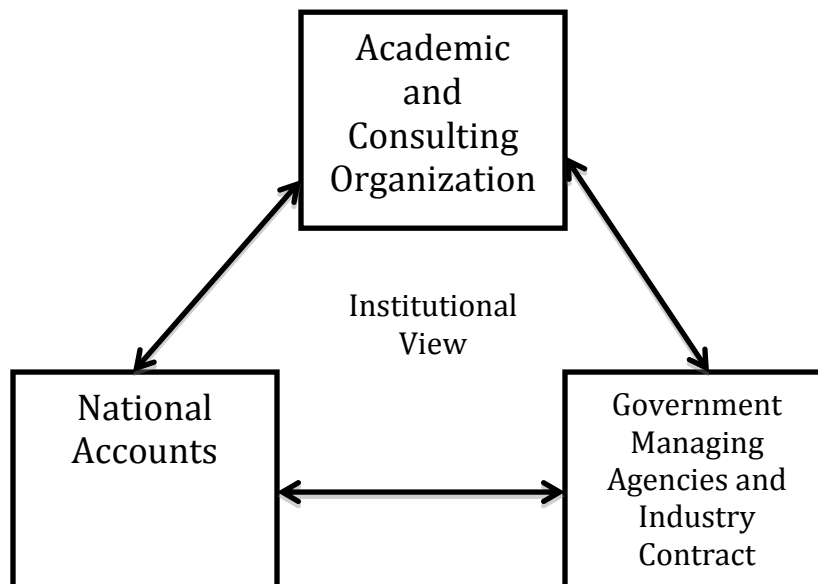 Academic
and
Consulting
Organization
Institutional
View
National
Accounts
Government
Managing
Agencies and
Industry
Contract